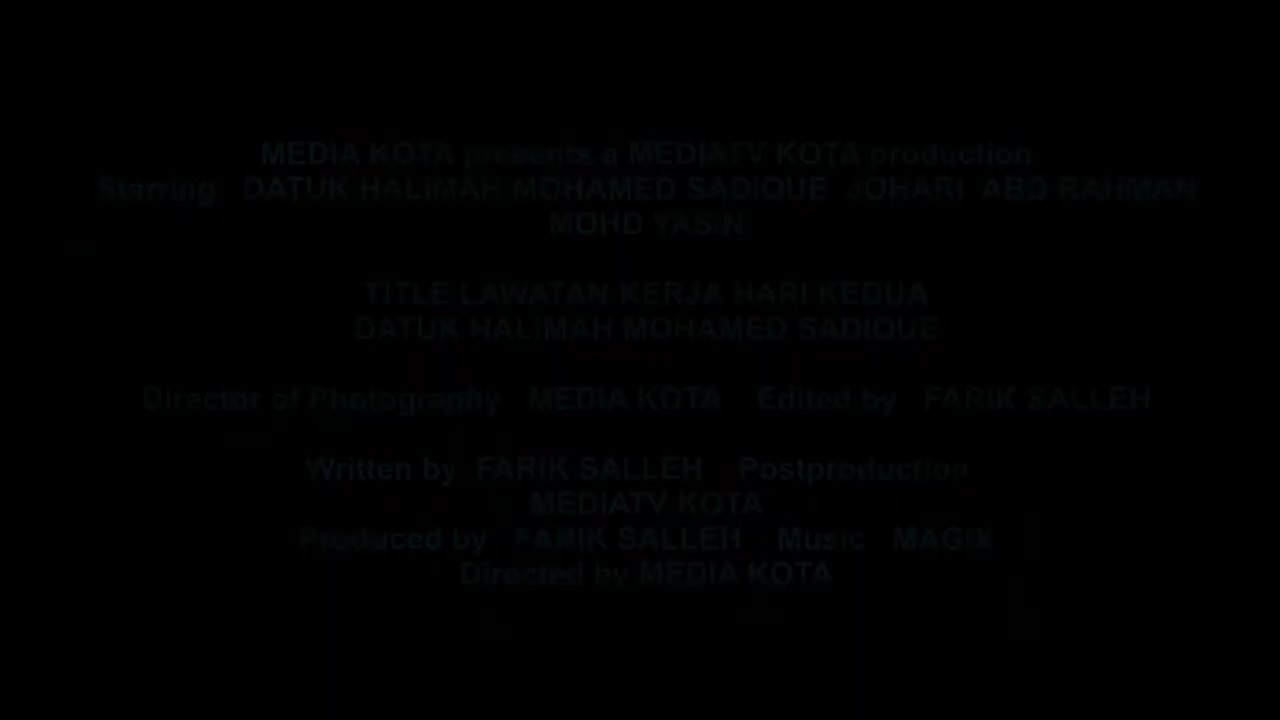 MEDIA KOTA presents a MEDIATV KOTA production
Starring DATUK HALIMAH MOHAMED SADIQUE JOHARI ABD RAHMAN
MOHD YASIN
TITLE LAWATAN KERJA HARI KEDUA
DATUK HALIMAH MOHAMED SADIQUE
Director of Photography MEDIA KOTA Edited by FARIK SALLEH
Written by FARIK SALLEH Postproduction
MEDIATV KOTA
Produced by FARIK SALLEH Music MAGIX
Directed by MEDIA KOTA